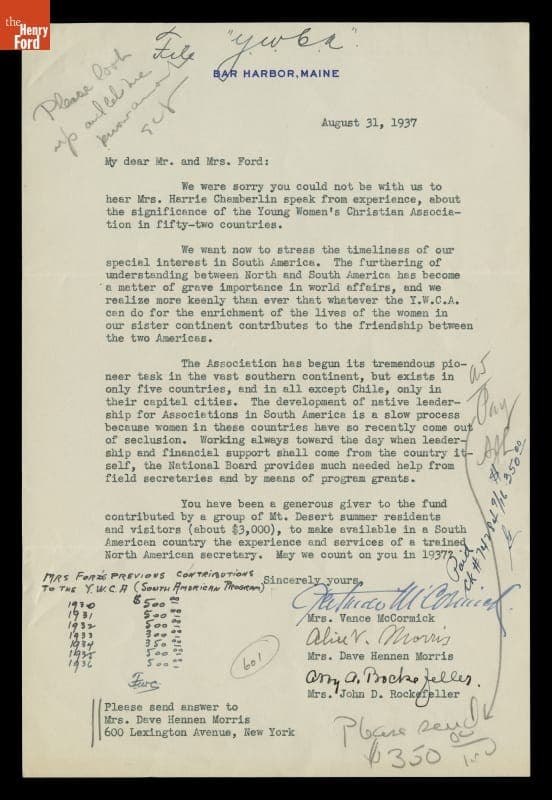 the
Henry
Ford
File "Y.W.C.A."
Please look
up and let me
know amount
BAR HARBOR, MAINE
August 31, 1937
My dear Mr. and Mrs. Ford:
We were sorry you could not be with us to
hear Mrs. Harrie Chamberlin speak from experience, about
the significance of the Young Women's Christian Associa-
tion in fifty-two countries.
We want now to stress the timeliness of our
special interest in South America. The furthering of
understanding between North and South America has become
a matter of grave importance in world affairs, and we
realize more keenly than ever that whatever the Y.W.C.A.
can do for the enrichment of the lives of the women in
our sister continent contributes to the friendship between
the two Americas.
The Association has begun its tremendous pio-
neer task in the vast southern continent, but exists in
only five countries, and in all except Chile, only in
their capital cities. The development of native leader-
ship for Associations in South America is a slow process
because women in these countries have so recently come out
of seclusion. Working always toward the day when leader-
ship and financial support shall come from the country it-
self, the National Board provides much needed help from
field secretaries and by means of program grants.
You have been a generous giver to the fund
contributed by a group of Mt. Desert summer residents
and visitors (about $3,000), to make available in a South
American country the experience and services of a trained
North American secretary. May we count on you in 1937?
Pay
Paid
Sincerely yours,
Gertrude McCormick.
Mrs. Vance McCormick
Alice V. Morris
Mrs. Dave Hennen Morris
Abby A. Rockefeller.
Mrs. John D. Rockefeller
MRS FORD'S PREVIOUS CONTRIBUTIONS
TO THE Y.W.C.A (SOUTH AMERICAN PROGRAM)
1930 $500
1931 500
1932 500
1933 300
1934 350
1935 500
1936 500
601
Please send answer to
Mrs. Dave Hennen Morris
600 Lexington Avenue, New York
Please send
$350